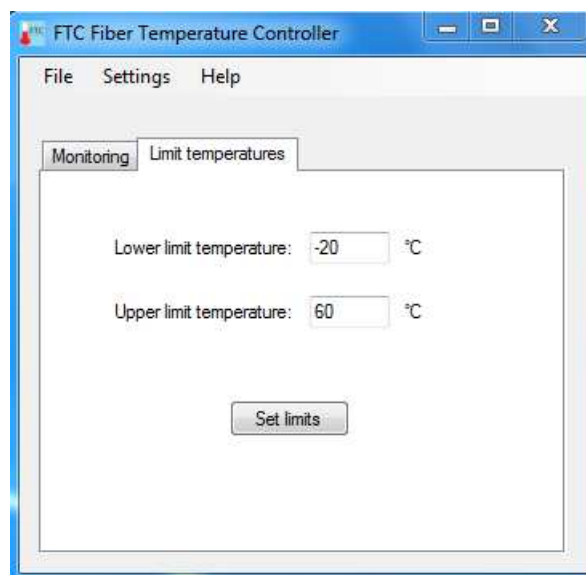 FTC FTC Fiber Temperature Controller
File Settings Help
Monitoring Limit temperatures
Lower limit temperature: -20 °C
Upper limit temperature: 60 °C
Set limits